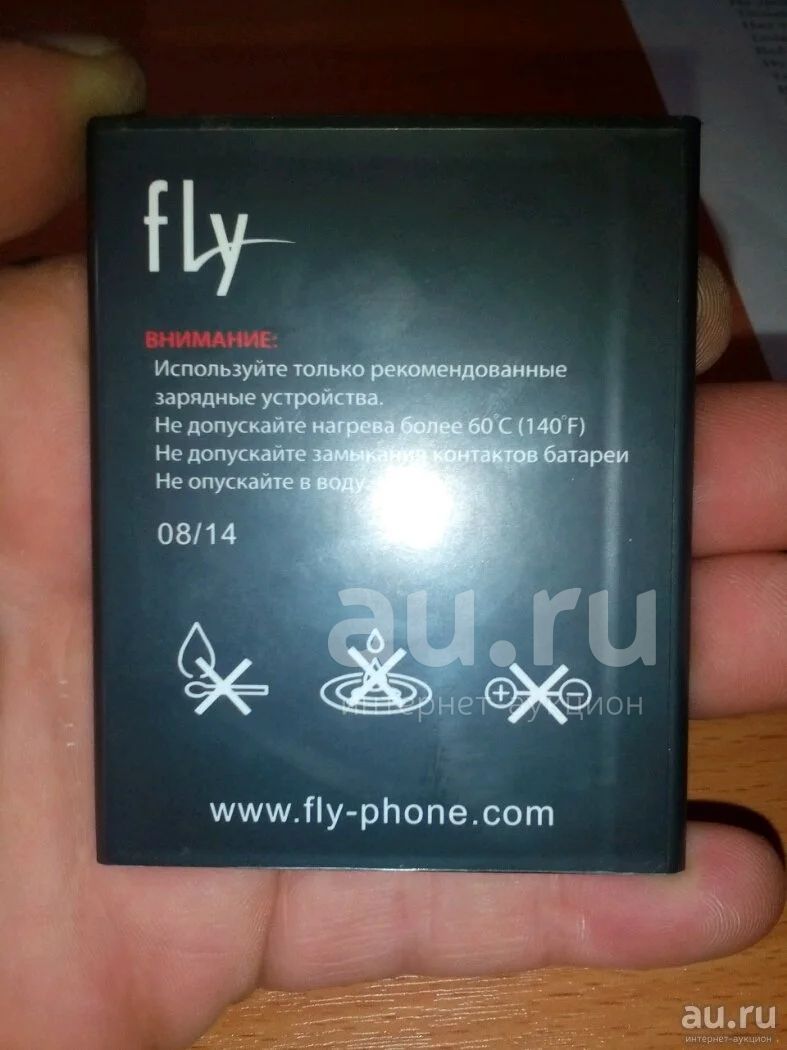 fly
ВНИМАНИЕ:
Используйте только рекомендованные
зарядные устройства.
Не допускайте нагрева более 60°C (140°F)
Не допускайте замыкания контактов батареи
Не опускайте в воду.
08/14
au.ru
интернет-аукцион
www.fly-phone.com
au.ru
интернет-аукцион